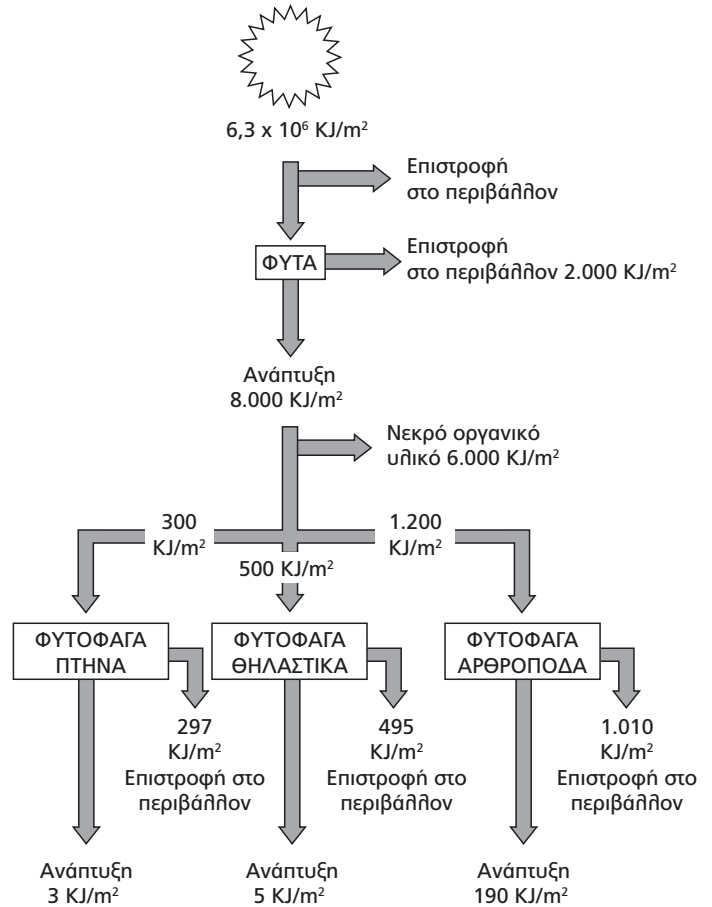 6,3 x 10⁶ KJ/m²
Επιστροφή
στο περιβάλλον
ΦΥΤΑ
Επιστροφή
στο περιβάλλον 2.000 KJ/m²
Ανάπτυξη
8.000 KJ/m²
Νεκρό οργανικό
υλικό 6.000 KJ/m²
300
KJ/m²
500 KJ/m²
1.200
KJ/m²
ΦΥΤΟΦΑΓΑ
ΠΤΗΝΑ
ΦΥΤΟΦΑΓΑ
ΘΗΛΑΣΤΙΚΑ
ΦΥΤΟΦΑΓΑ
ΑΡΘΡΟΠΟΔΑ
297
KJ/m²
Επιστροφή στο
περιβάλλον
495
KJ/m²
Επιστροφή στο
περιβάλλον
1.010
KJ/m²
Επιστροφή στο
περιβάλλον
Ανάπτυξη
3 KJ/m²
Ανάπτυξη
5 KJ/m²
Ανάπτυξη
190 KJ/m²